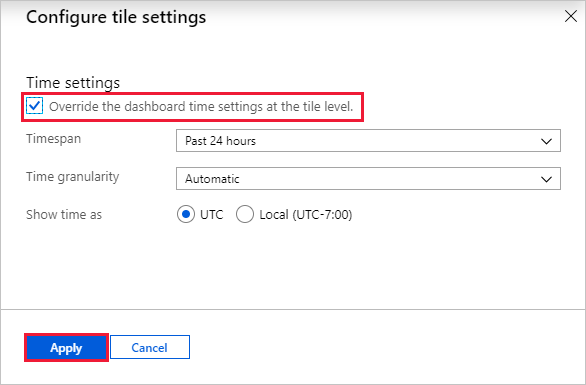 Configure tile settings
Time settings
Override the dashboard time settings at the tile level.
Timespan
Past 24 hours
Time granularity
Automatic
Show time as
UTC
Local (UTC-7:00)
Apply
Cancel